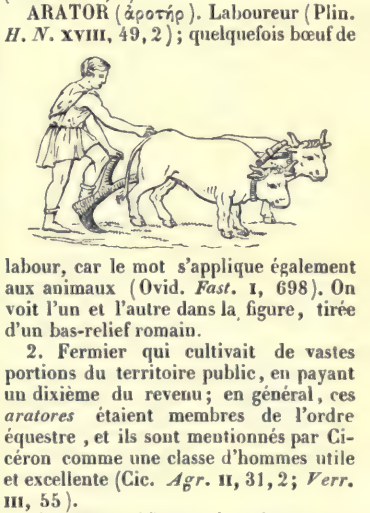 ARATOR (ἀροτήρ). Laboureur (Plin.
H. N. XVIII, 49, 2); quelquefois bœuf de
labour, car le mot s'applique également
aux animaux (Ovid. Fast. I, 698). On
voit l'un et l'autre dans la figure, tirée
d'un bas-relief romain.
2. Fermier qui cultivait de vastes
portions du territoire public, en payant
un dixième du revenu; en général, ces
aratores étaient membres de l'ordre
équestre , et ils sont mentionnés par Ci-
céron comme une classe d'hommes utile
et excellente (Cic. Agr. II, 31, 2; Verr.
III, 55).